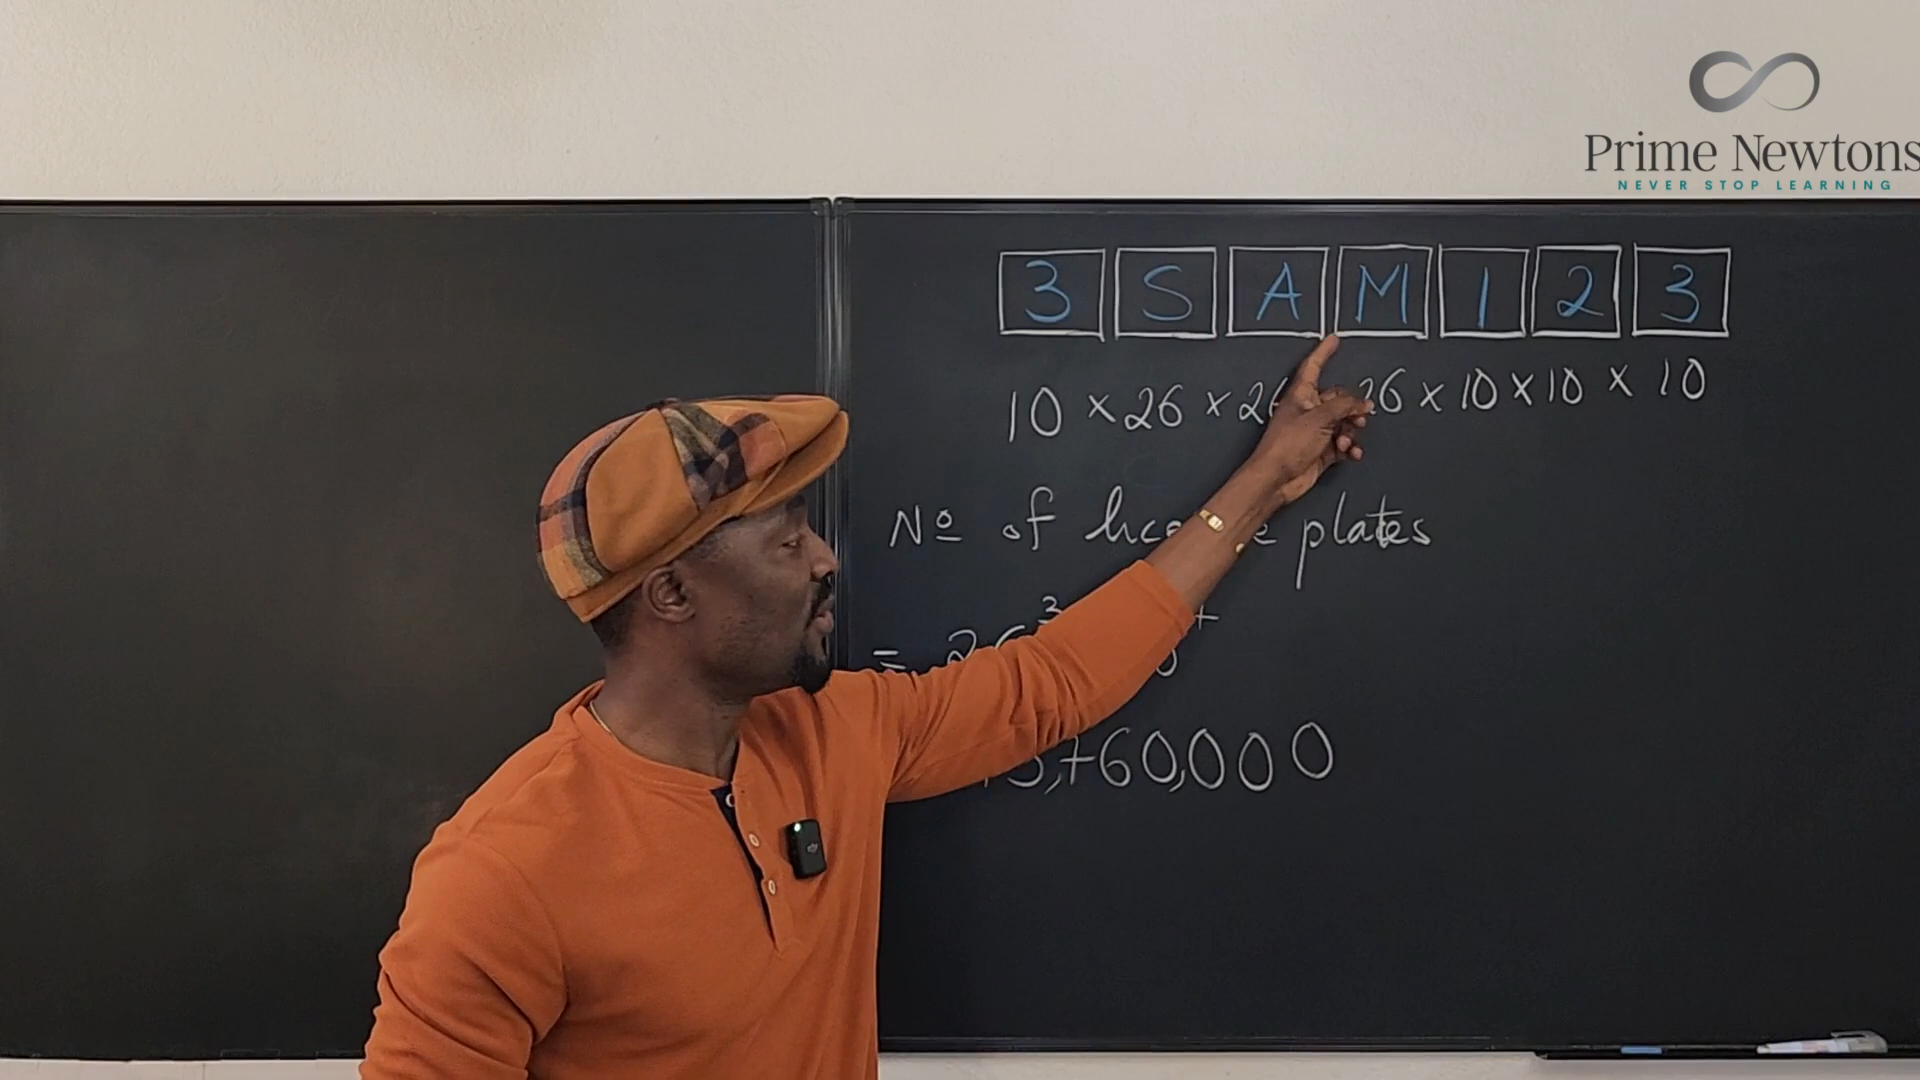 Prime Newtons
NEVER STOP LEARNING
3 S A M 1 2 3
10 × 26 × 26 × 10 × 10 × 10
Nº of plates
=
60,000